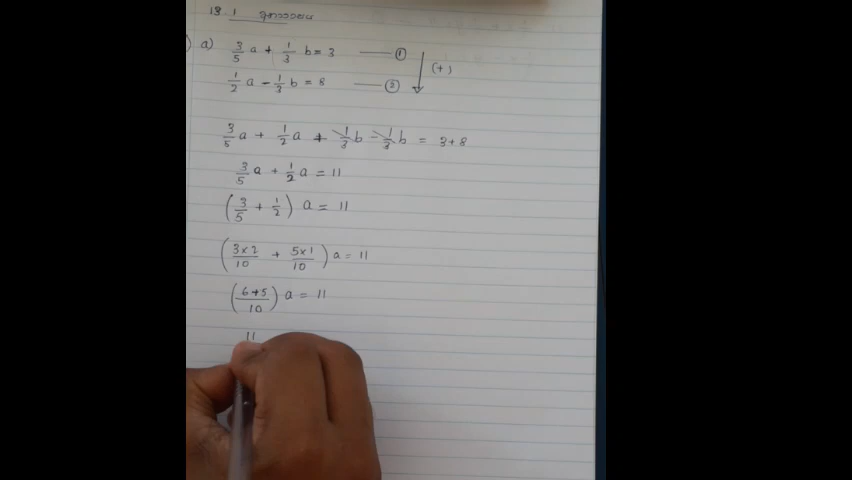 18.1
a) 3/5 a + 1/3 b = 3 —— ①
1/2 a - 1/3 b = 8 —— ② (+)
3/5 a + 1/2 a + 1/3 b - 1/3 b = 3+8
3/5 a + 1/2 a = 11
(3/5 + 1/2) a = 11
(3×2/10 + 5×1/10) a = 11
(6+5/10) a = 11
11